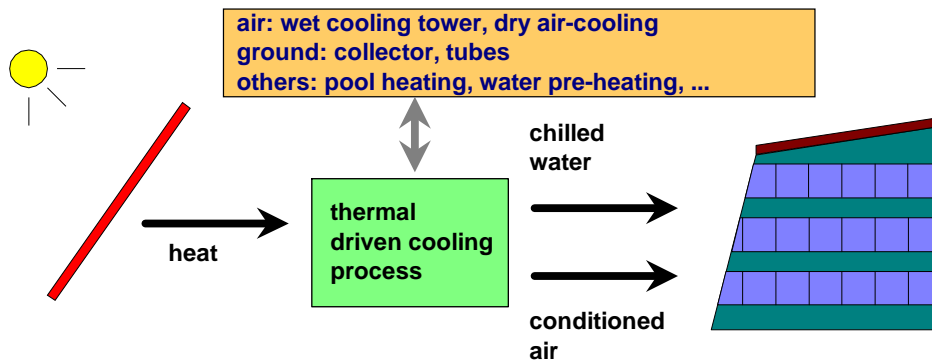 air: wet cooling tower, dry air-cooling
ground: collector, tubes
others: pool heating, water pre-heating, ...
chilled
water
thermal
driven cooling
process
heat
conditioned
air